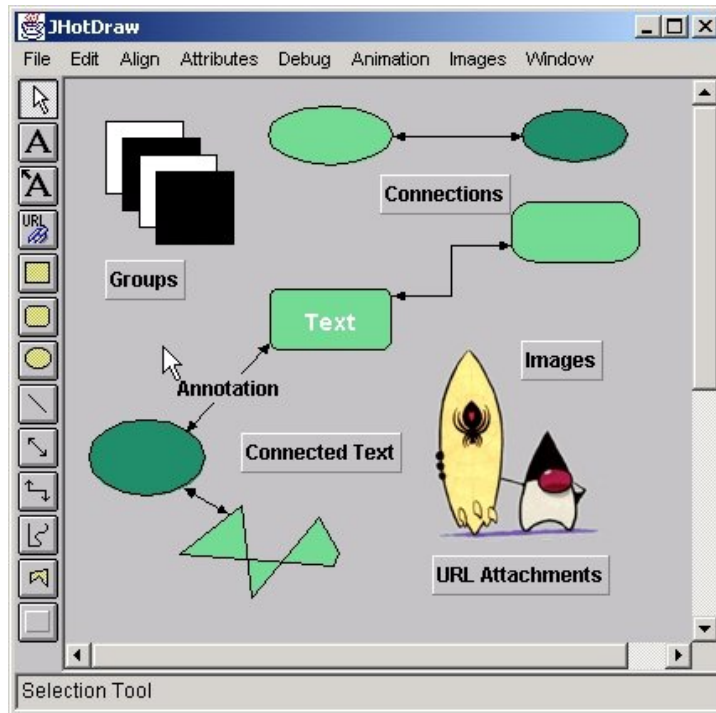 JHotDraw
File Edit Align Attributes Debug Animation Images Window
A
A
URL
Connections
Groups
Text
Images
Annotation
Connected Text
URL Attachments
Selection Tool